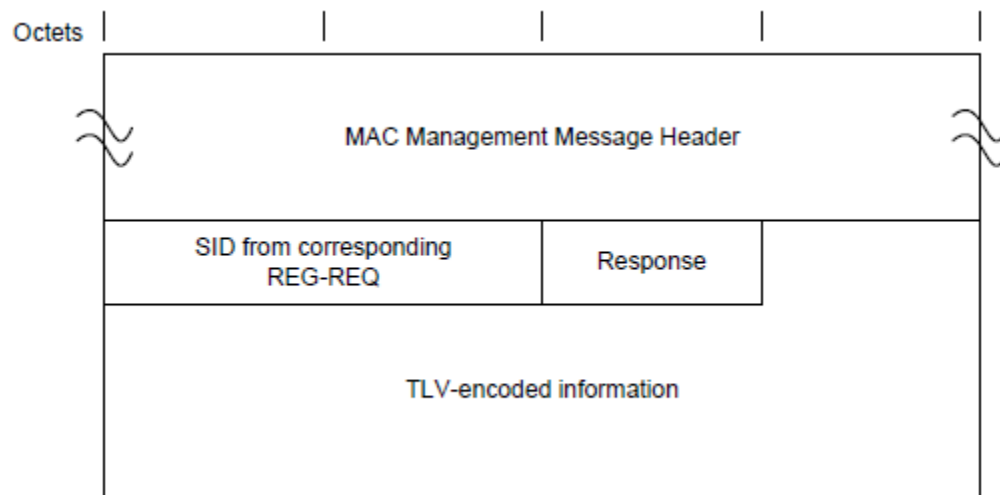 Octets
MAC Management Message Header
SID from corresponding
REG-REQ
Response
TLV-encoded information